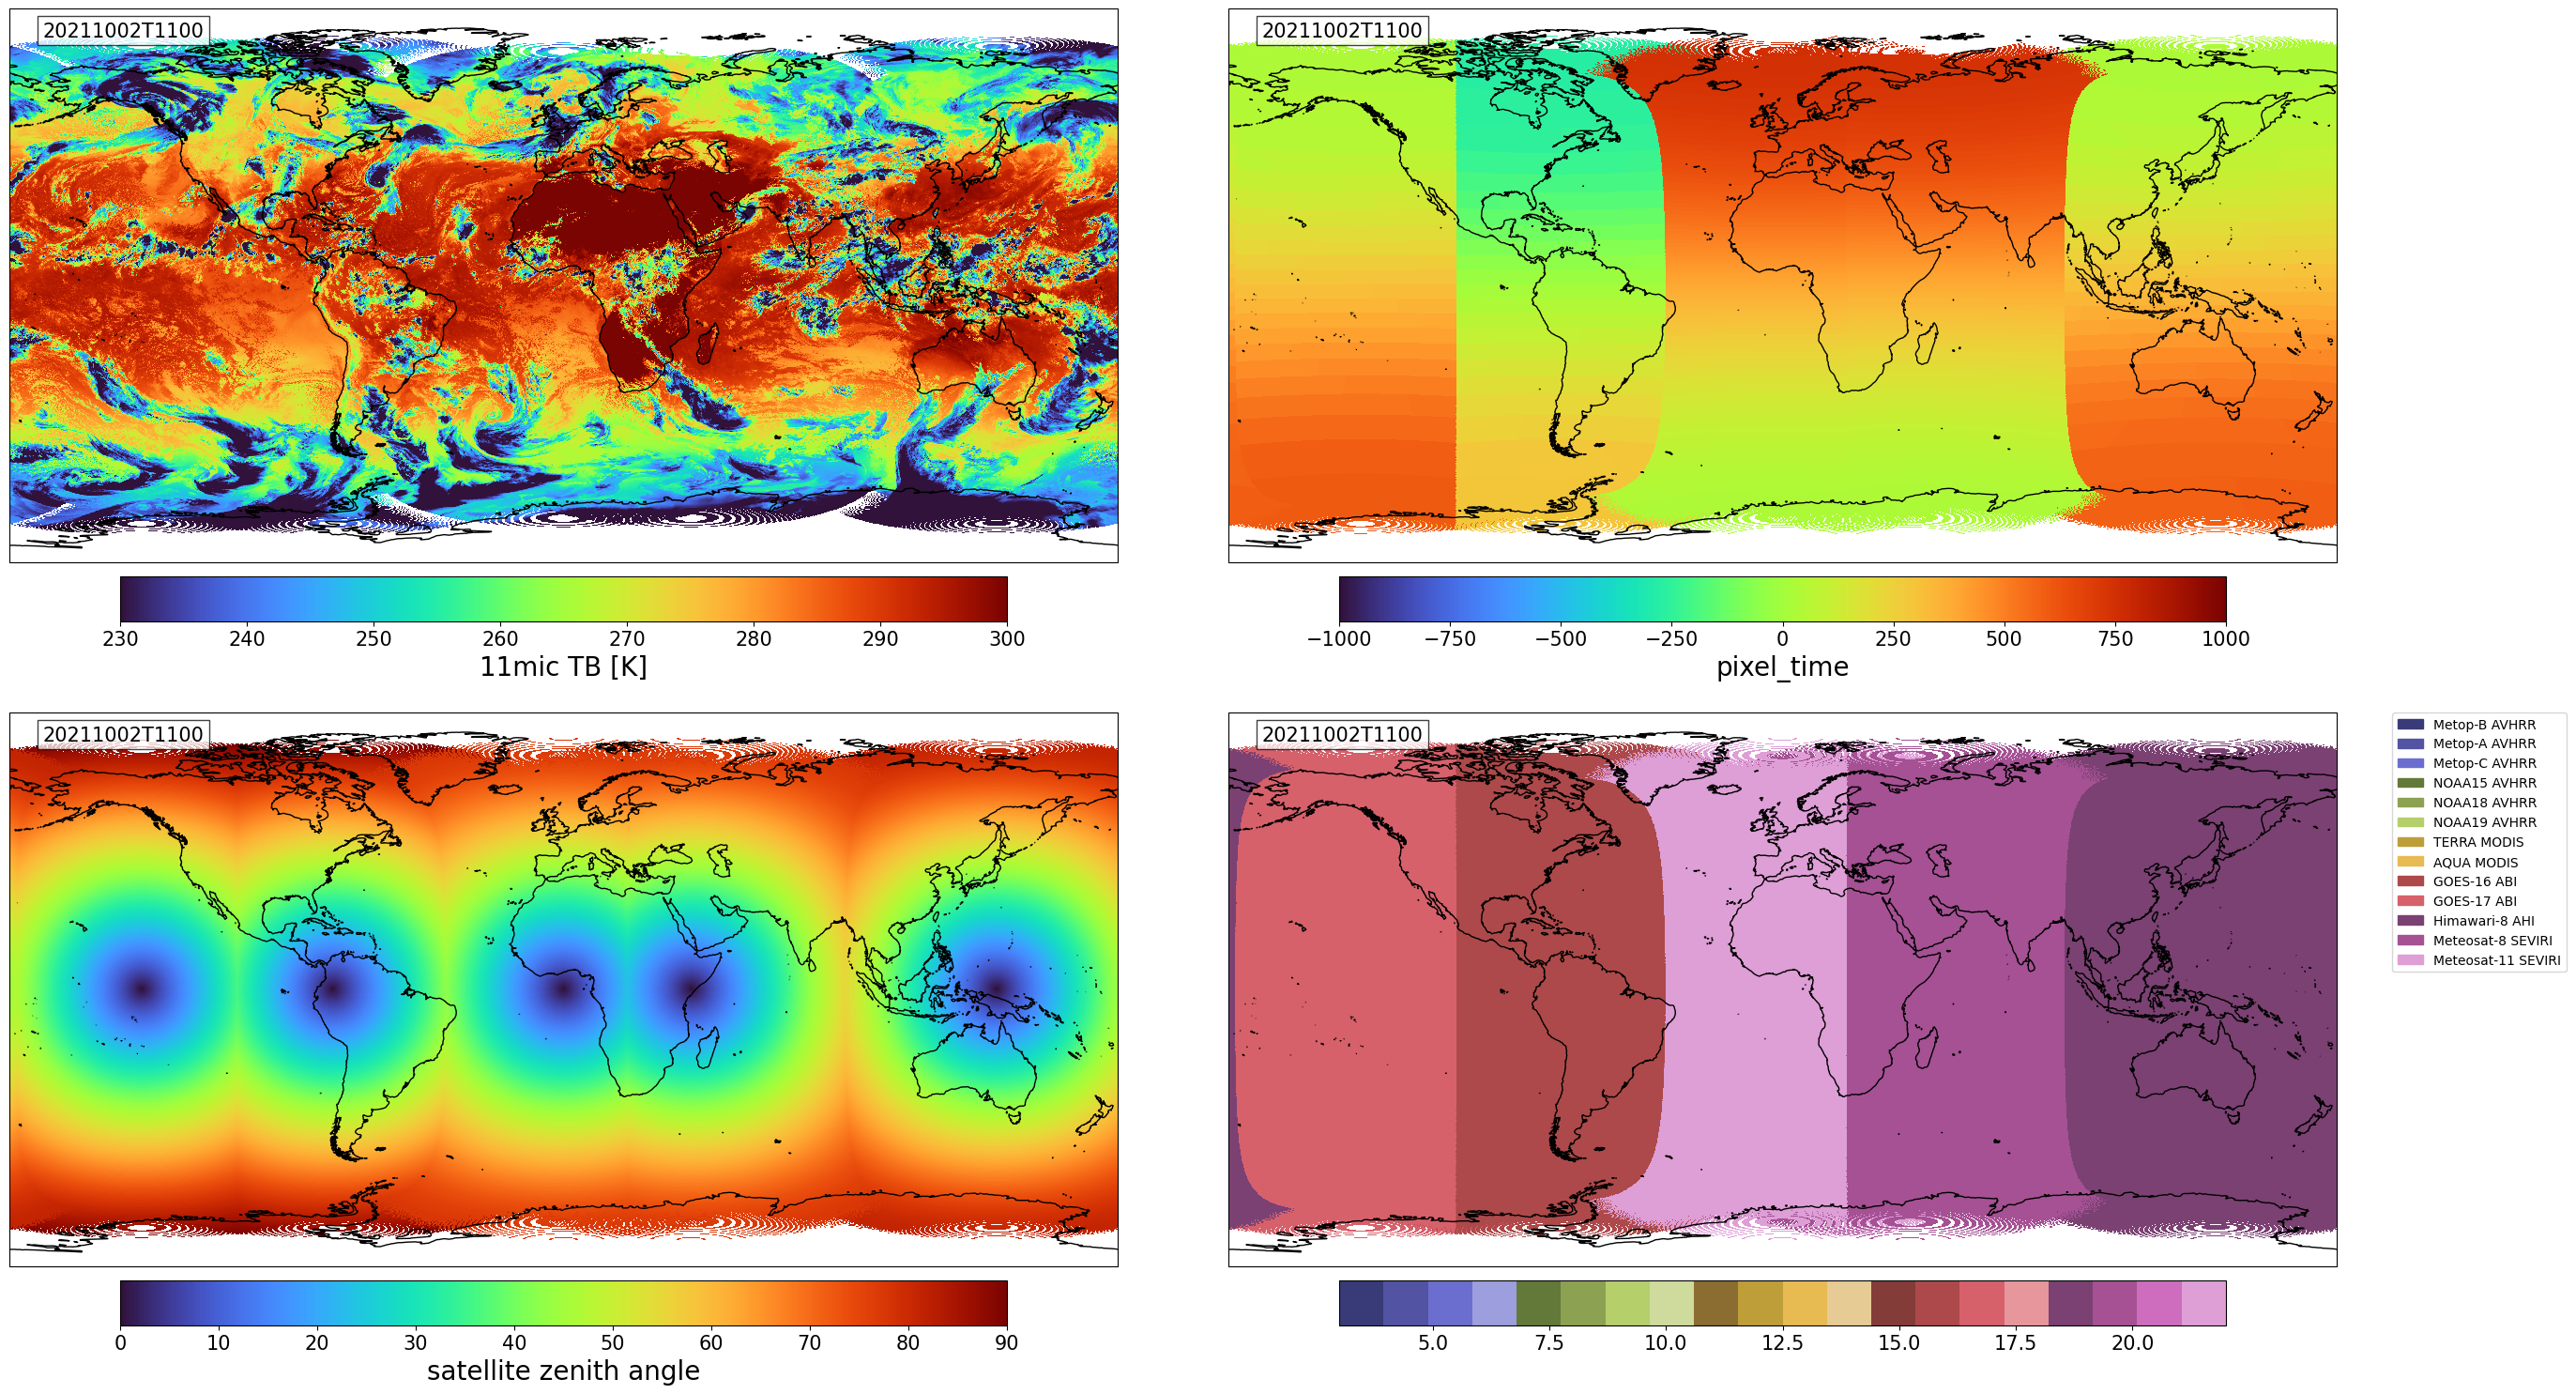 20211002T1100
230 240 250 260 270 280 290 300
11mic TB [K]
20211002T1100
−1000 −750 −500 −250 0 250 500 750 1000
pixel_time
20211002T1100
0 10 20 30 40 50 60 70 80 90
satellite zenith angle
20211002T1100
5.0 7.5 10.0 12.5 15.0 17.5 20.0
Metop-B AVHRR
Metop-A AVHRR
Metop-C AVHRR
NOAA15 AVHRR
NOAA18 AVHRR
NOAA19 AVHRR
TERRA MODIS
AQUA MODIS
GOES-16 ABI
GOES-17 ABI
Himawari-8 AHI
Meteosat-8 SEVIRI
Meteosat-11 SEVIRI